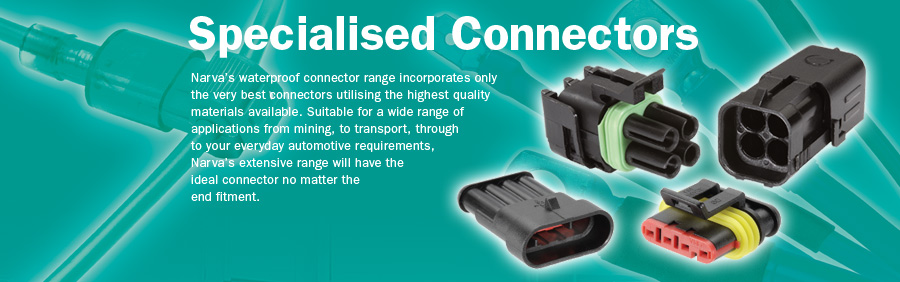 Specialised Connectors
Narva's waterproof connector range incorporates only
the very best connectors utilising the highest quality
materials available. Suitable for a wide range of
applications from mining, to transport, through
to your everyday automotive requirements,
Narva's extensive range will have the
ideal connector no matter the
end fitment.